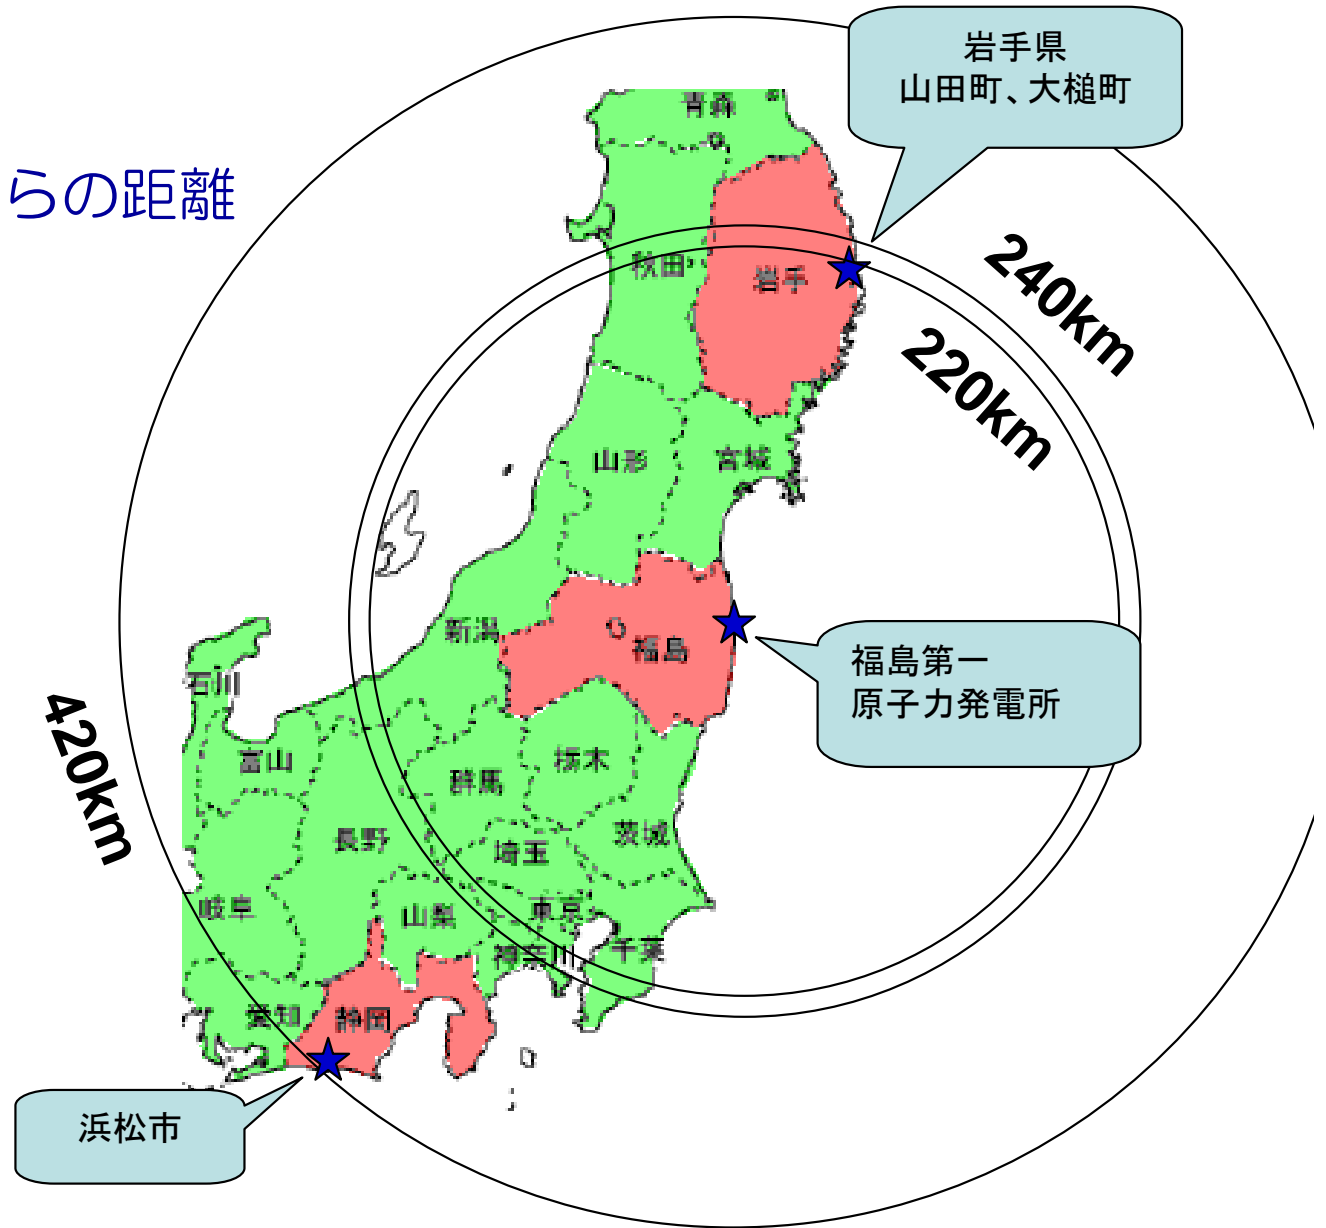 岩手県
山田町、大槌町
青森
らの距離
240km
秋田
岩手
220km
山形
宮城
新潟
福島
福島第一
原子力発電所
石川
420km
富山
群馬
栃木
長野
埼玉
茨城
岐阜
山梨
東京
神奈川
千葉
愛知
静岡
浜松市